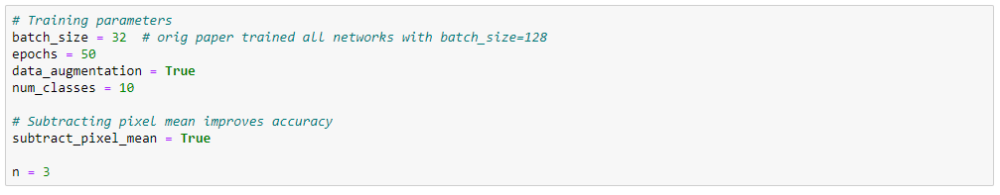 # Training parameters
batch_size = 32  # orig paper trained all networks with batch_size=128
epochs = 50
data_augmentation = True
num_classes = 10

# Subtracting pixel mean improves accuracy
subtract_pixel_mean = True

n = 3